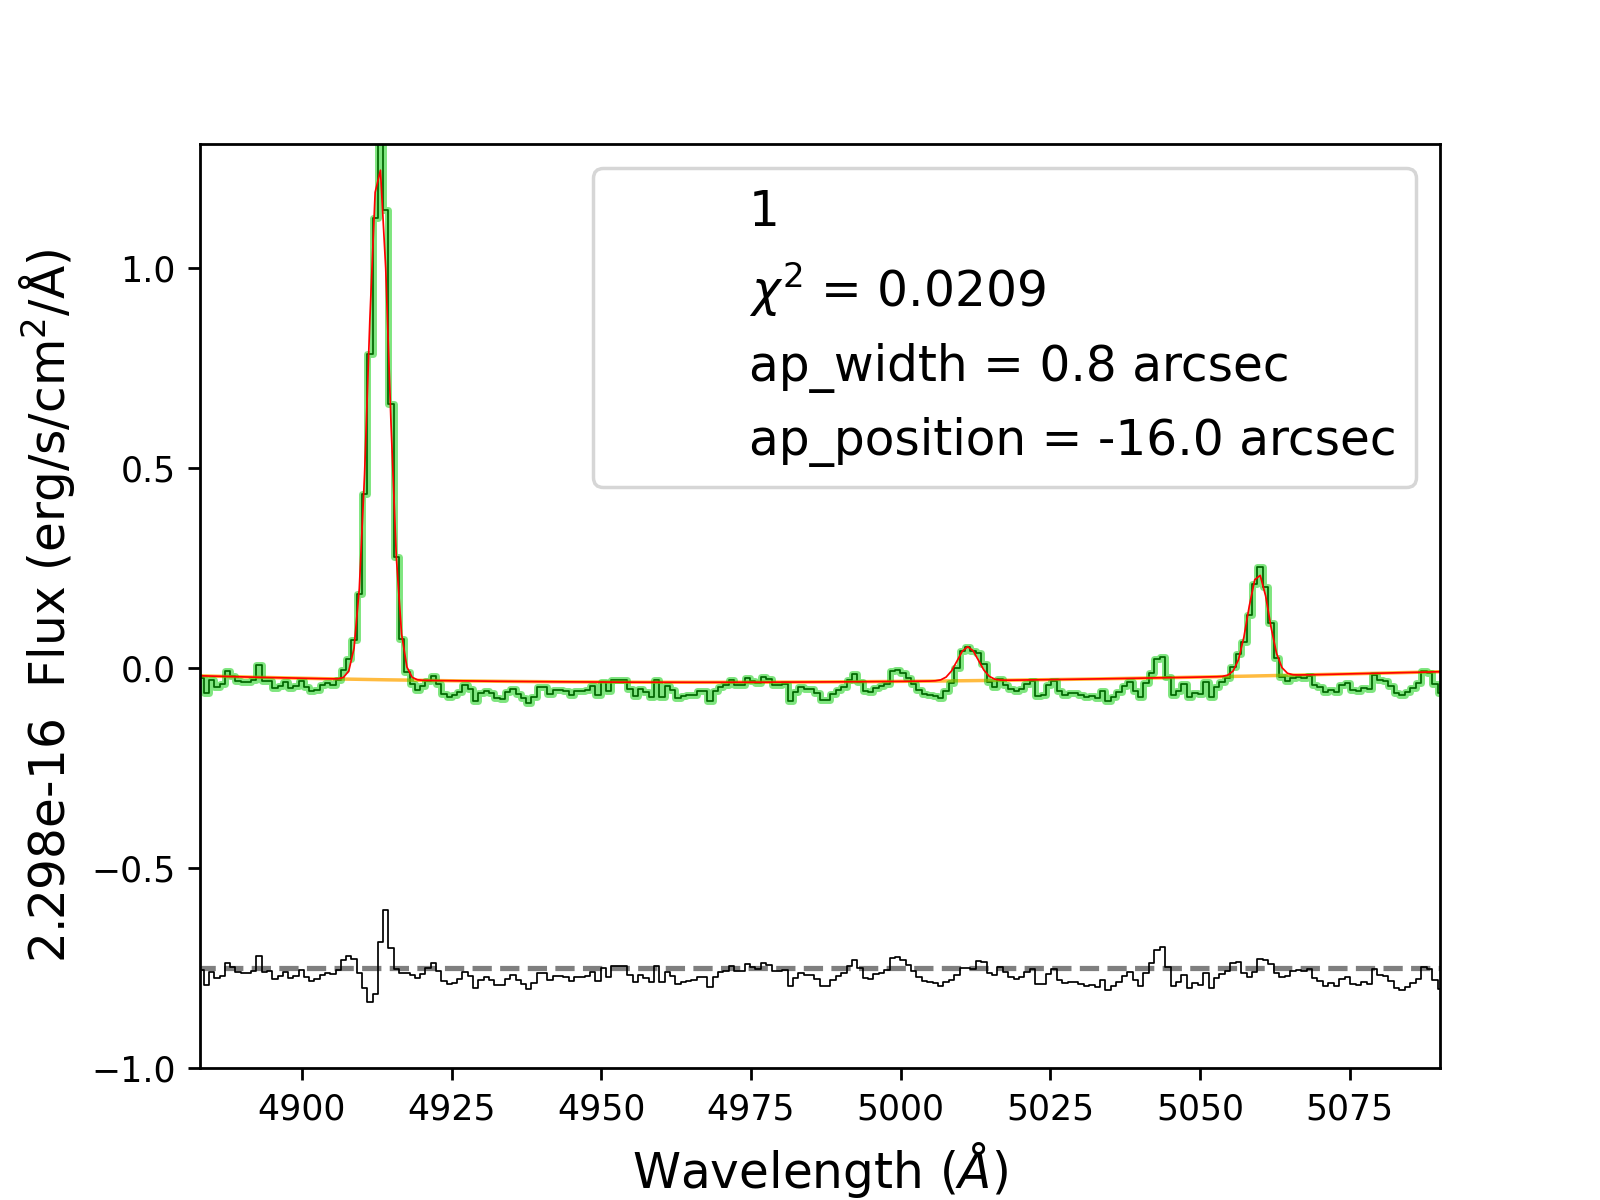 1
χ² = 0.0209
ap_width = 0.8 arcsec
ap_position = -16.0 arcsec
2.298e-16 Flux (erg/s/cm²/Å)
1.0
0.5
0.0
−0.5
−1.0
4900 4925 4950 4975 5000 5025 5050 5075
Wavelength (Å)